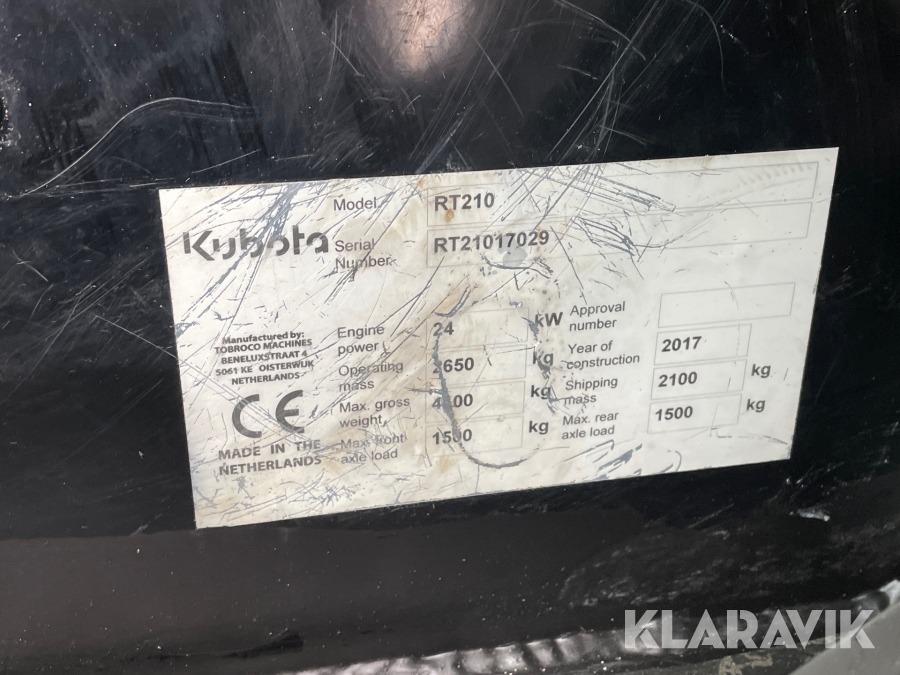 Model RT210
Kubota
Serial Number RT21017029
Manufactured by:
TOBROCO MACHINES
BENELUXSTRAAT 4
5061 KE OISTERWIJK
NETHERLANDS
CE
MADE IN THE
NETHERLANDS
Engine power 24 kW
Operating mass 2650 kg
Max. gross weight, kg
Max. front axle load 1500 kg
Approval number
Year of construction 2017
Shipping mass 2100 kg
Max. rear axle load 1500 kg
KLARAVIK